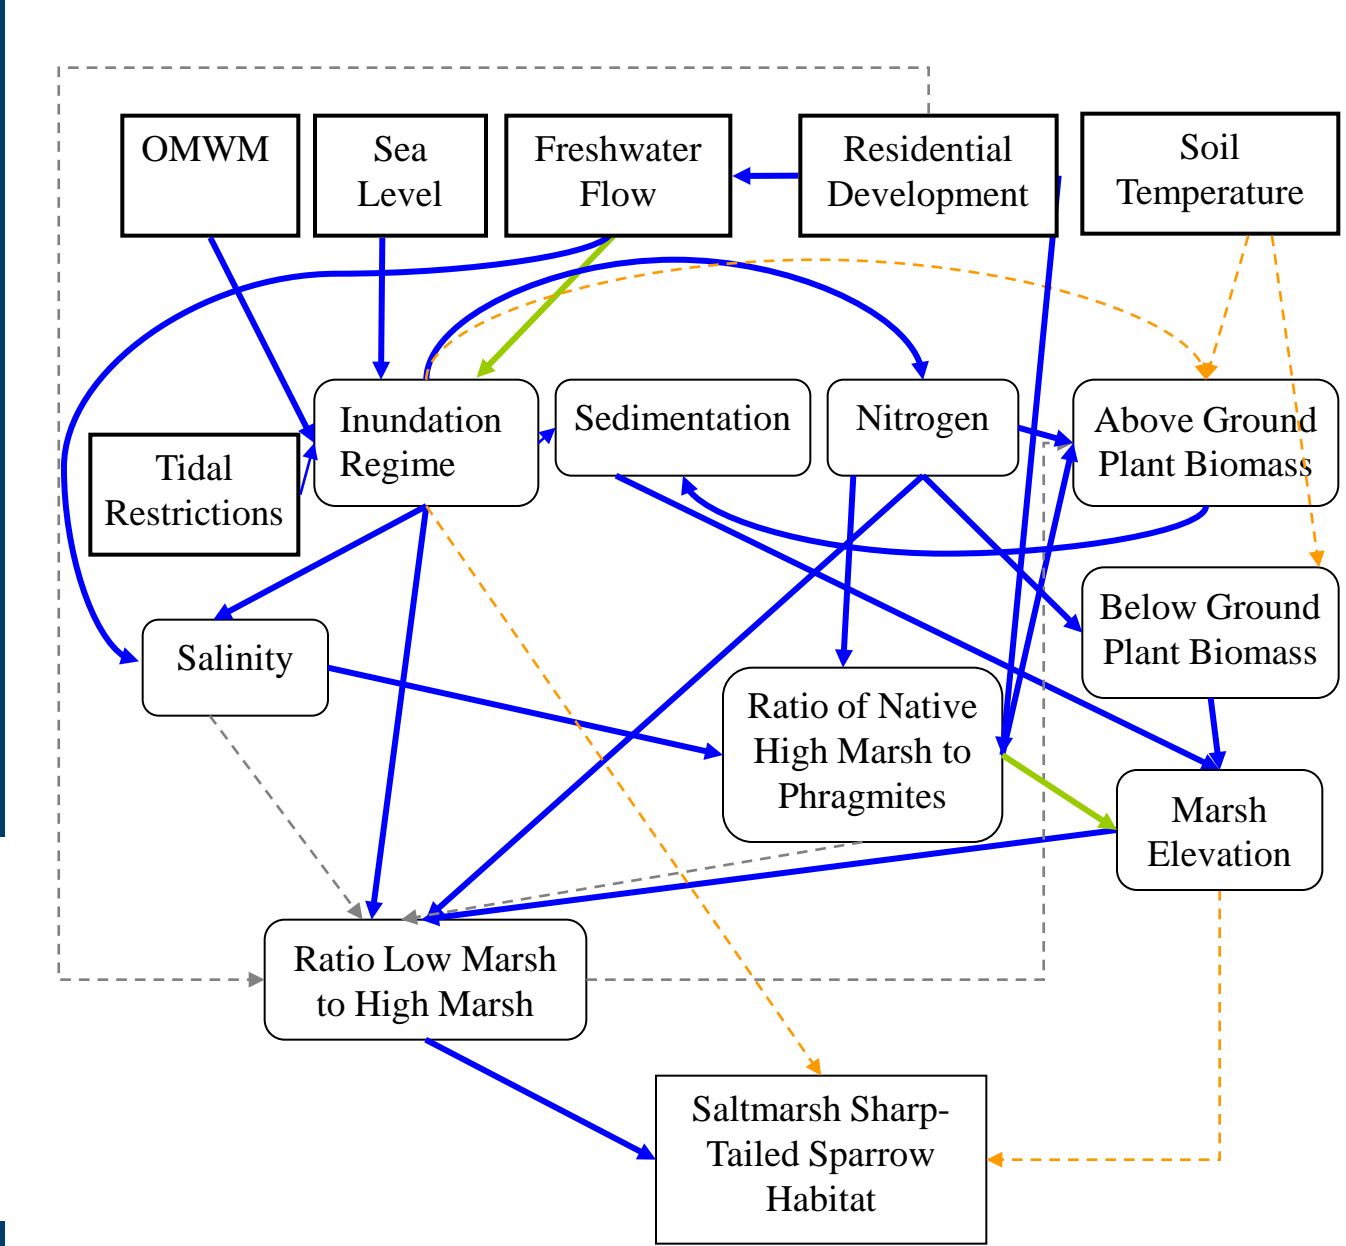 OMWM
Sea
Level
Freshwater
Flow
Residential
Development
Soil
Temperature
Inundation
Regime
Sedimentation
Nitrogen
Above Ground
Plant Biomass
Tidal
Restrictions
Below Ground
Plant Biomass
Salinity
Ratio of Native
High Marsh to
Phragmites
Marsh
Elevation
Ratio Low Marsh
to High Marsh
Saltmarsh Sharp-
Tailed Sparrow
Habitat